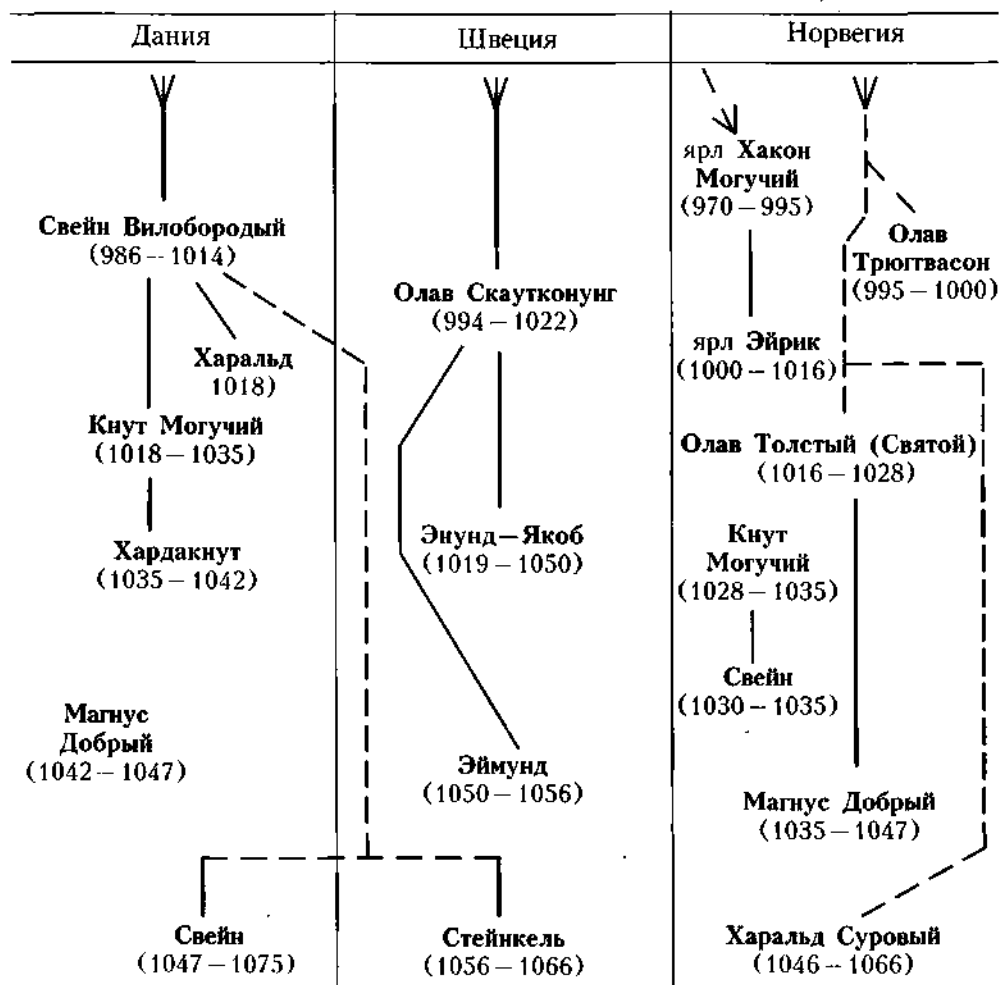 Дания
Швеция
Норвегия
Свейн Вилобородый
(986 – 1014)
Харальд
1018)
Кнут Могучий
(1018 – 1035)
Хардакнут
(1035 – 1042)
Магнус
Добрый
(1042 – 1047)
Свейн
(1047 – 1075)
Олав Скаутконунг
(994 – 1022)
Энунд–Якоб
(1019 – 1050)
Эймунд
(1050 – 1056)
Стейнкель
(1056 – 1066)
ярл Хакон
Могучий
(970 – 995)
Олав
Трюггвасон
(995 – 1000)
ярл Эйрик
(1000 – 1016)
Олав Толстый (Святой)
(1016 – 1028)
Кнут
Могучий
(1028 – 1035)
Свейн
(1030 – 1035)
Магнус Добрый
(1035 – 1047)
Харальд Суровый
(1046 – 1066)